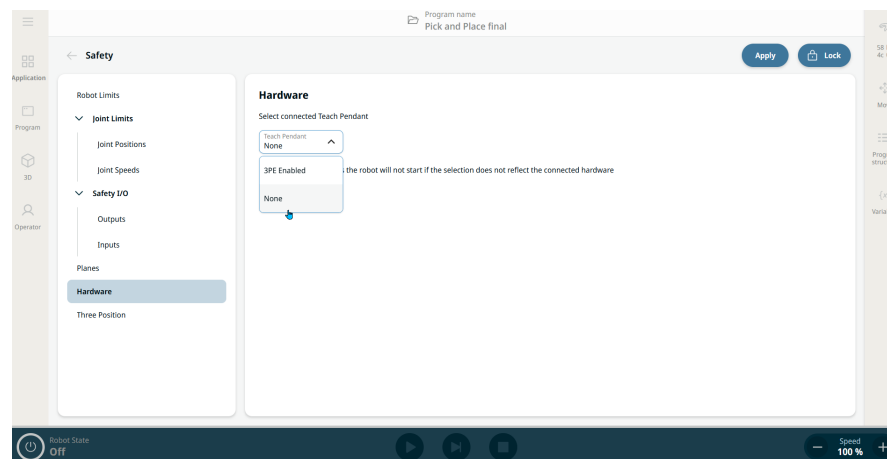 Program name
Pick and Place final
Application
Program
3D
Operator
Safety
Apply
Lock
Robot Limits
Joint Limits
Joint Positions
Joint Speeds
Safety I/O
Outputs
Inputs
Planes
Hardware
Three Position
Hardware
Select connected Teach Pendant
Teach Pendant
None
3PE Enabled
the robot will not start if the selection does not reflect the connected hardware
None
Robot State
Off
Speed
100 %